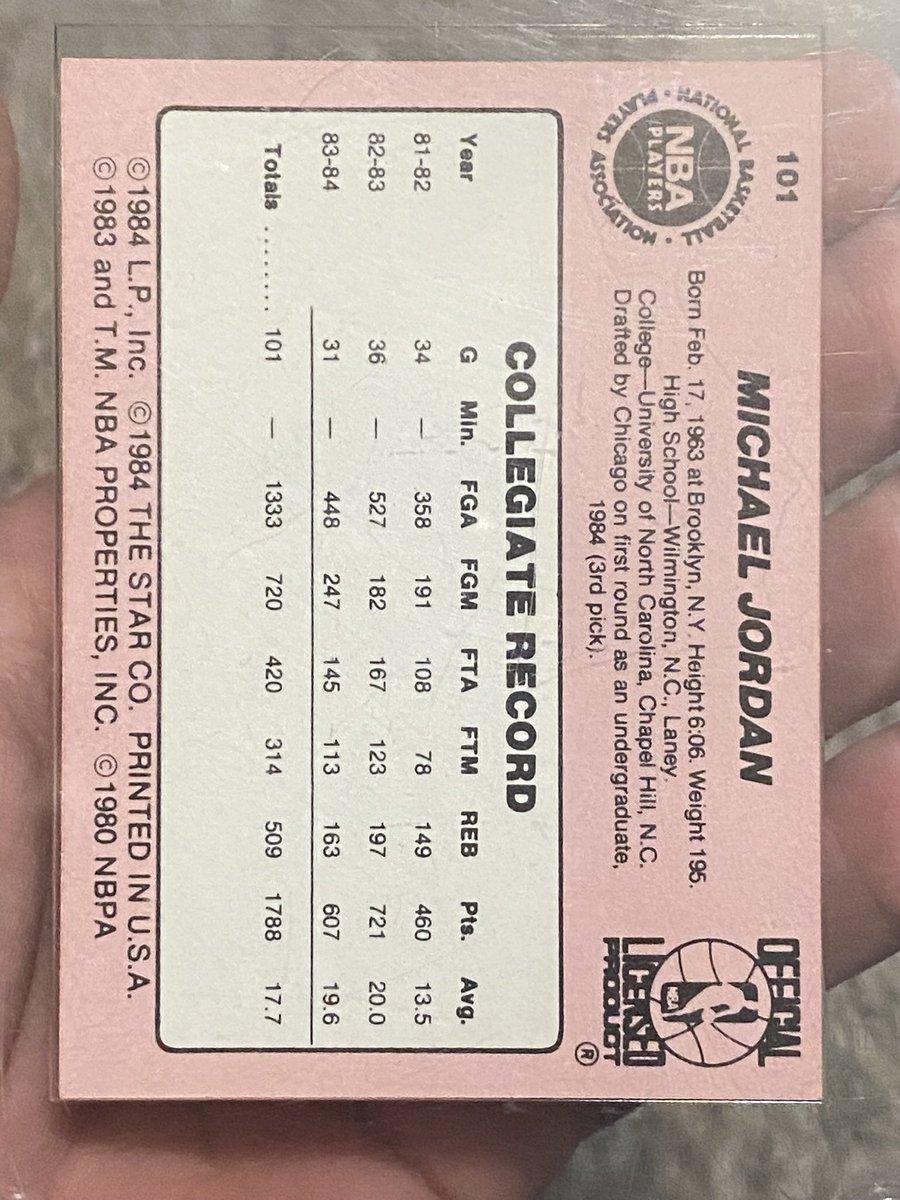 101
NATIONAL BASKETBALL
PLAYERS ASSOCIATION
NBA
PLAYERS
MICHAEL JORDAN
Born Feb. 17, 1963 at Brooklyn, N.Y. Height 6:06. Weight 195.
High School—Wilmington, N.C., Laney.
College—University of North Carolina, Chapel Hill, N.C.
Drafted by Chicago on first round as an undergraduate,
1984 (3rd pick).
OFFICIAL
NBA
LICENSED
PRODUCT
®
COLLEGIATE RECORD
Year G Min. FGA FGM FTA FTM REB Pts. Avg.
81-82 34 — 358 191 108 78 149 460 13.5
82-83 36 — 527 182 167 123 197 721 20.0
83-84 31 — 448 247 145 113 163 607 19.6
Totals ........ 101 — 1333 720 420 314 509 1788 17.7
©1984 L.P., Inc. ©1984 THE STAR CO. PRINTED IN U.S.A.
©1983 and T.M. NBA PROPERTIES, INC. ©1980 NBPA